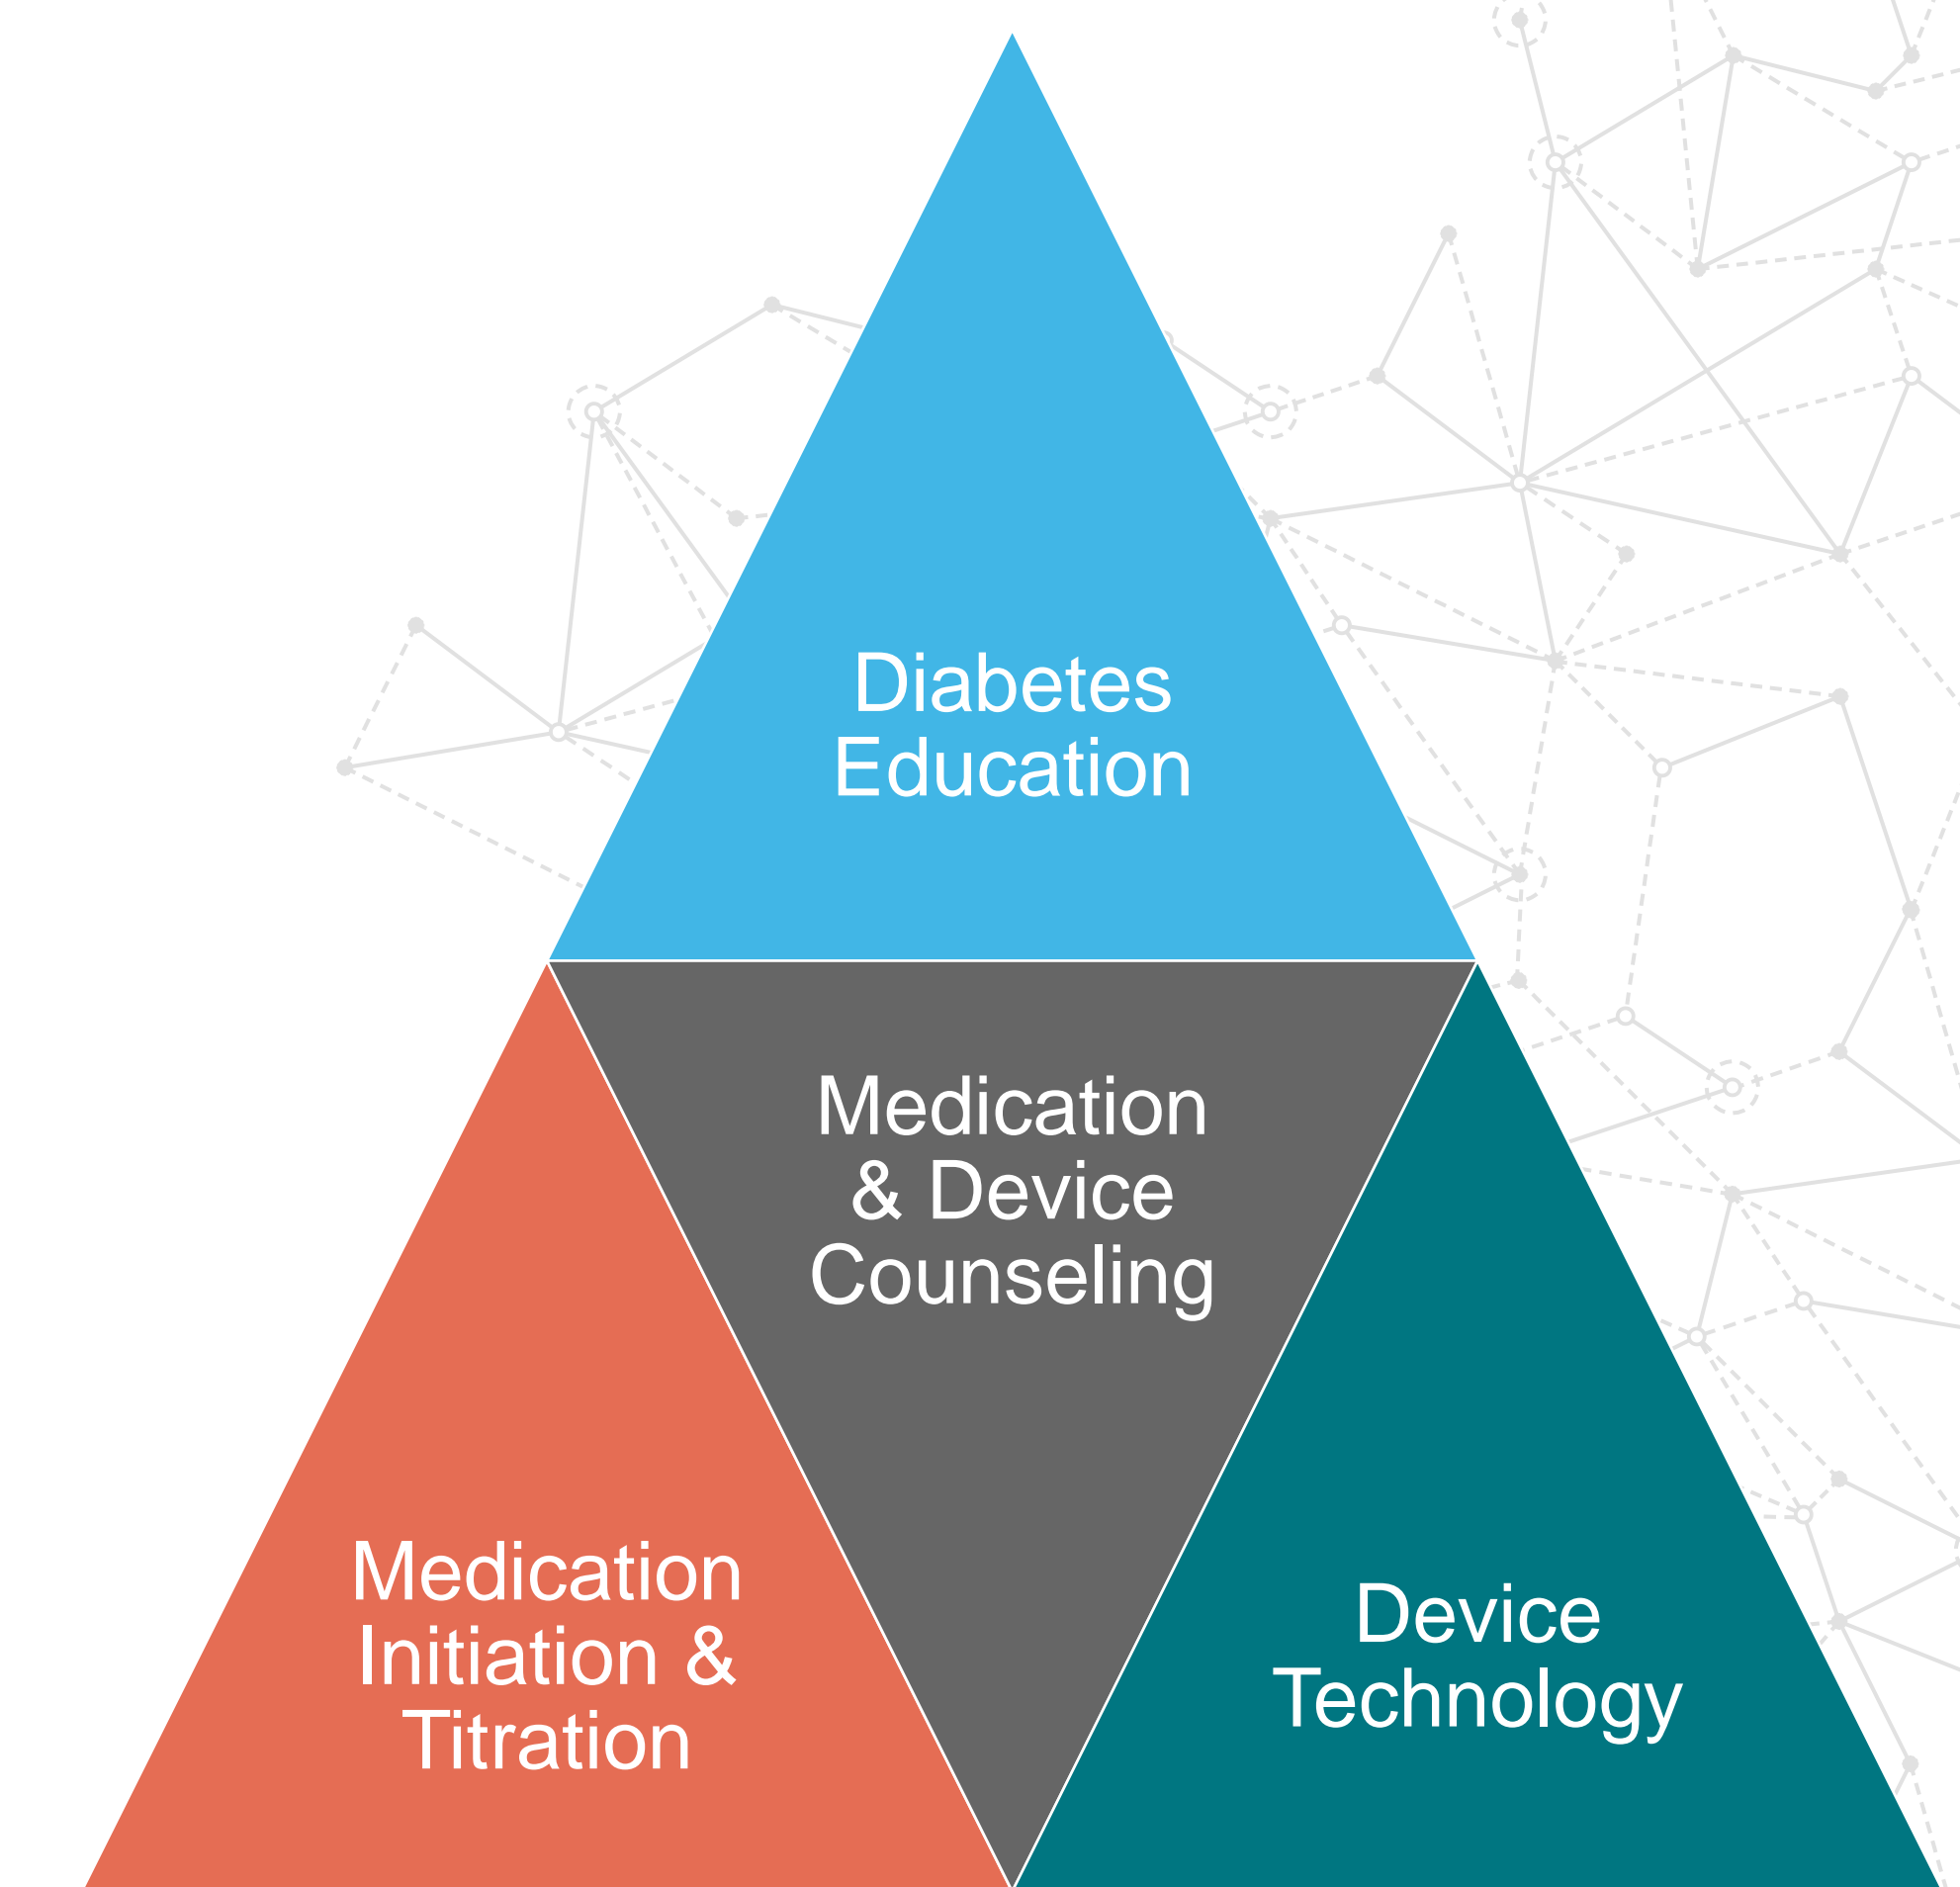 Diabetes
Education
Medication
& Device
Counseling
Medication
Initiation &
Titration
Device
Technology